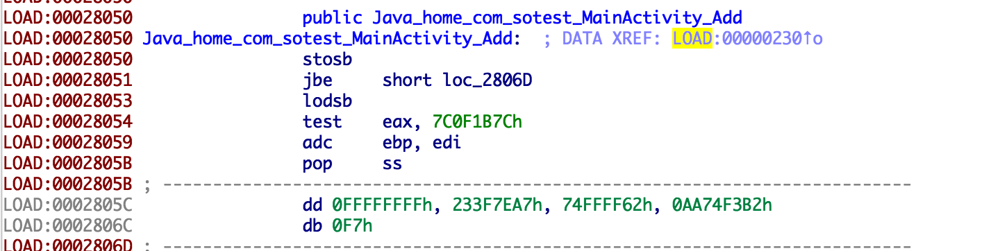 LOAD:00028050 public Java_home_com_sotest_MainActivity_Add
LOAD:00028050 Java_home_com_sotest_MainActivity_Add: ; DATA XREF: LOAD:00000230↑o
LOAD:00028050 stosb
LOAD:00028051 jbe short loc_2806D
LOAD:00028053 lodsb
LOAD:00028054 test eax, 7C0F1B7Ch
LOAD:00028059 adc ebp, edi
LOAD:0002805B pop ss
LOAD:0002805B ; ---------------------------------------------------------------------------
LOAD:0002805C dd 0FFFFFFFFh, 233F7EA7h, 74FFFF62h, 0AA74F3B2h
LOAD:0002806C db 0F7h
LOAD:0002806D ; ---------------------------------------------------------------------------